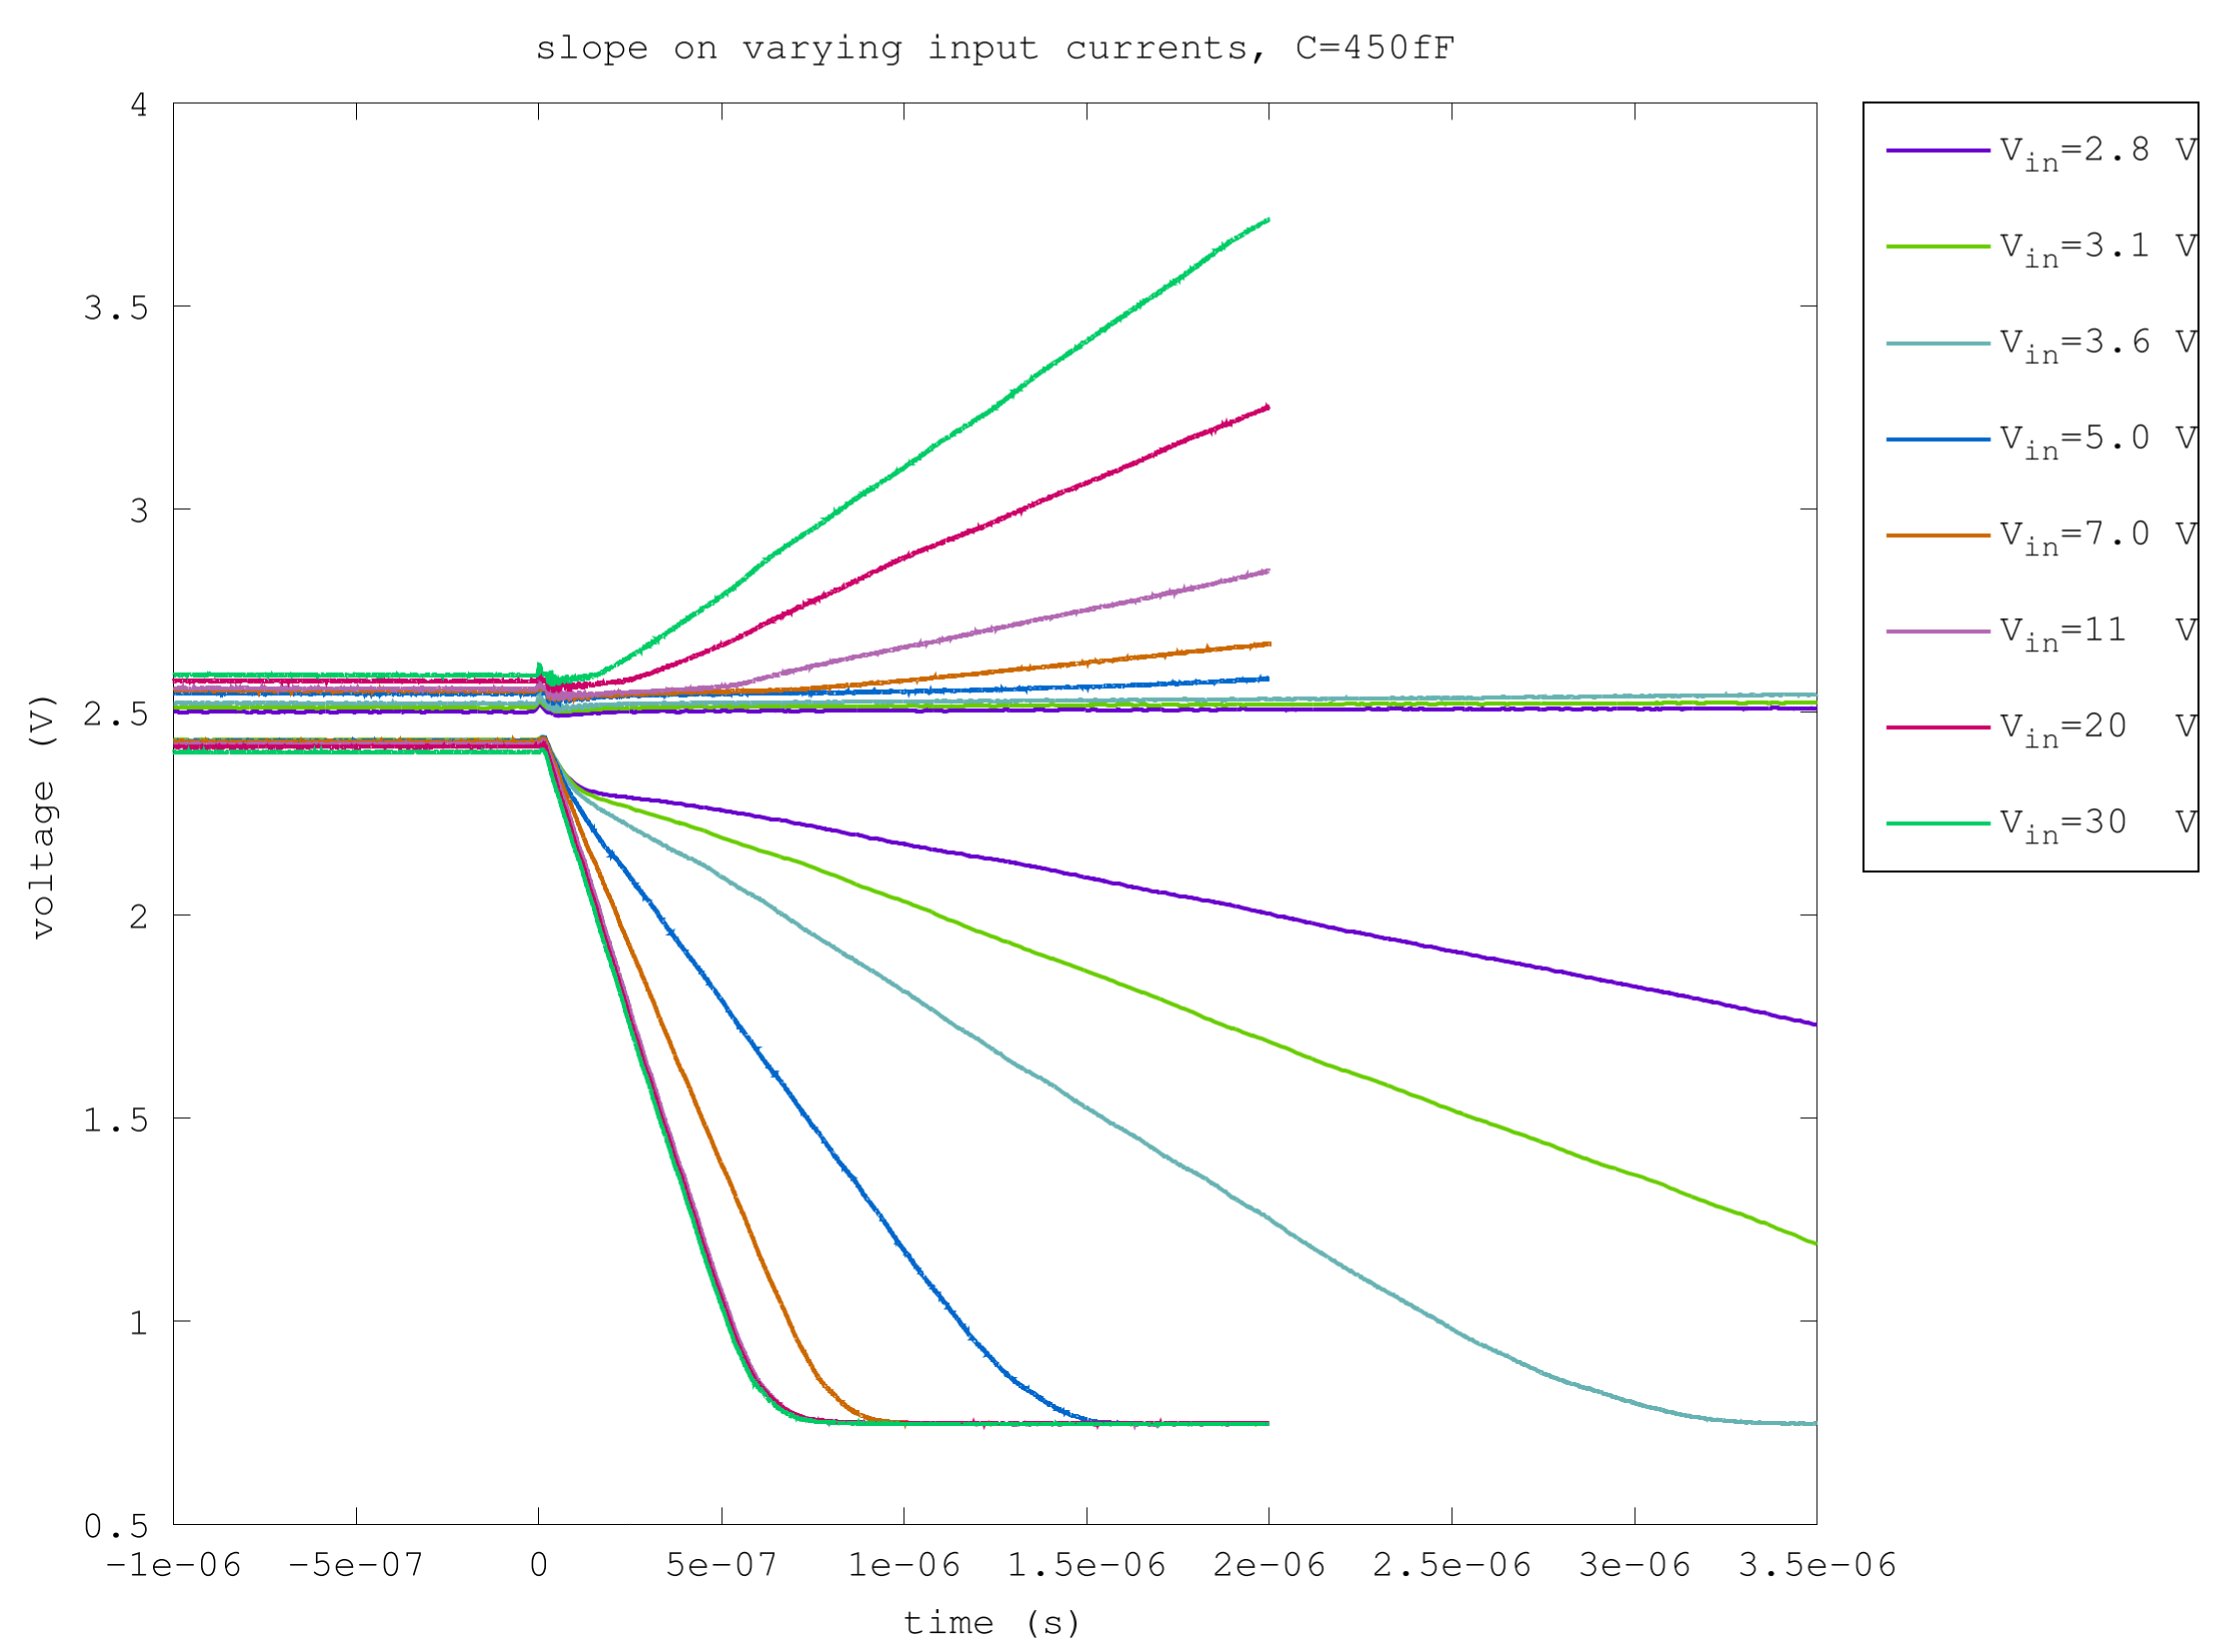 slope on varying input currents, C=450fF
4
3.5
3
2.5
2
1.5
1
0.5
voltage (V)
-1e-06 -5e-07 0 5e-07 1e-06 1.5e-06 2e-06 2.5e-06 3e-06 3.5e-06
time (s)
Vin=2.8 V
Vin=3.1 V
Vin=3.6 V
Vin=5.0 V
Vin=7.0 V
Vin=11 V
Vin=20 V
Vin=30 V